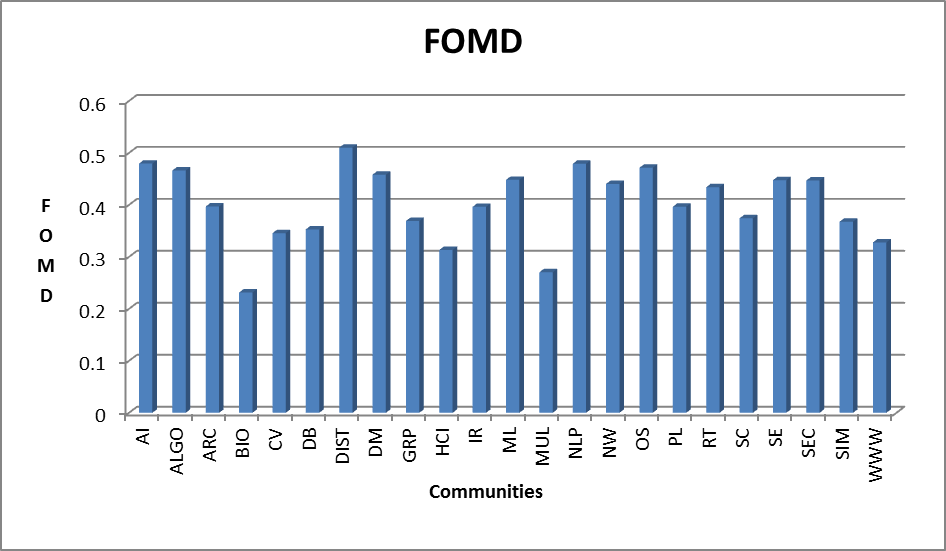 FOMD
0.6
0.5
0.4
0.3
0.2
0.1
0
F
O
M
D
AI
ALGO
ARC
BIO
CV
DB
DIST
DM
GRP
HCI
IR
ML
MUL
NLP
NW
OS
PL
RT
SC
SE
SEC
SIM
WWW
Communities